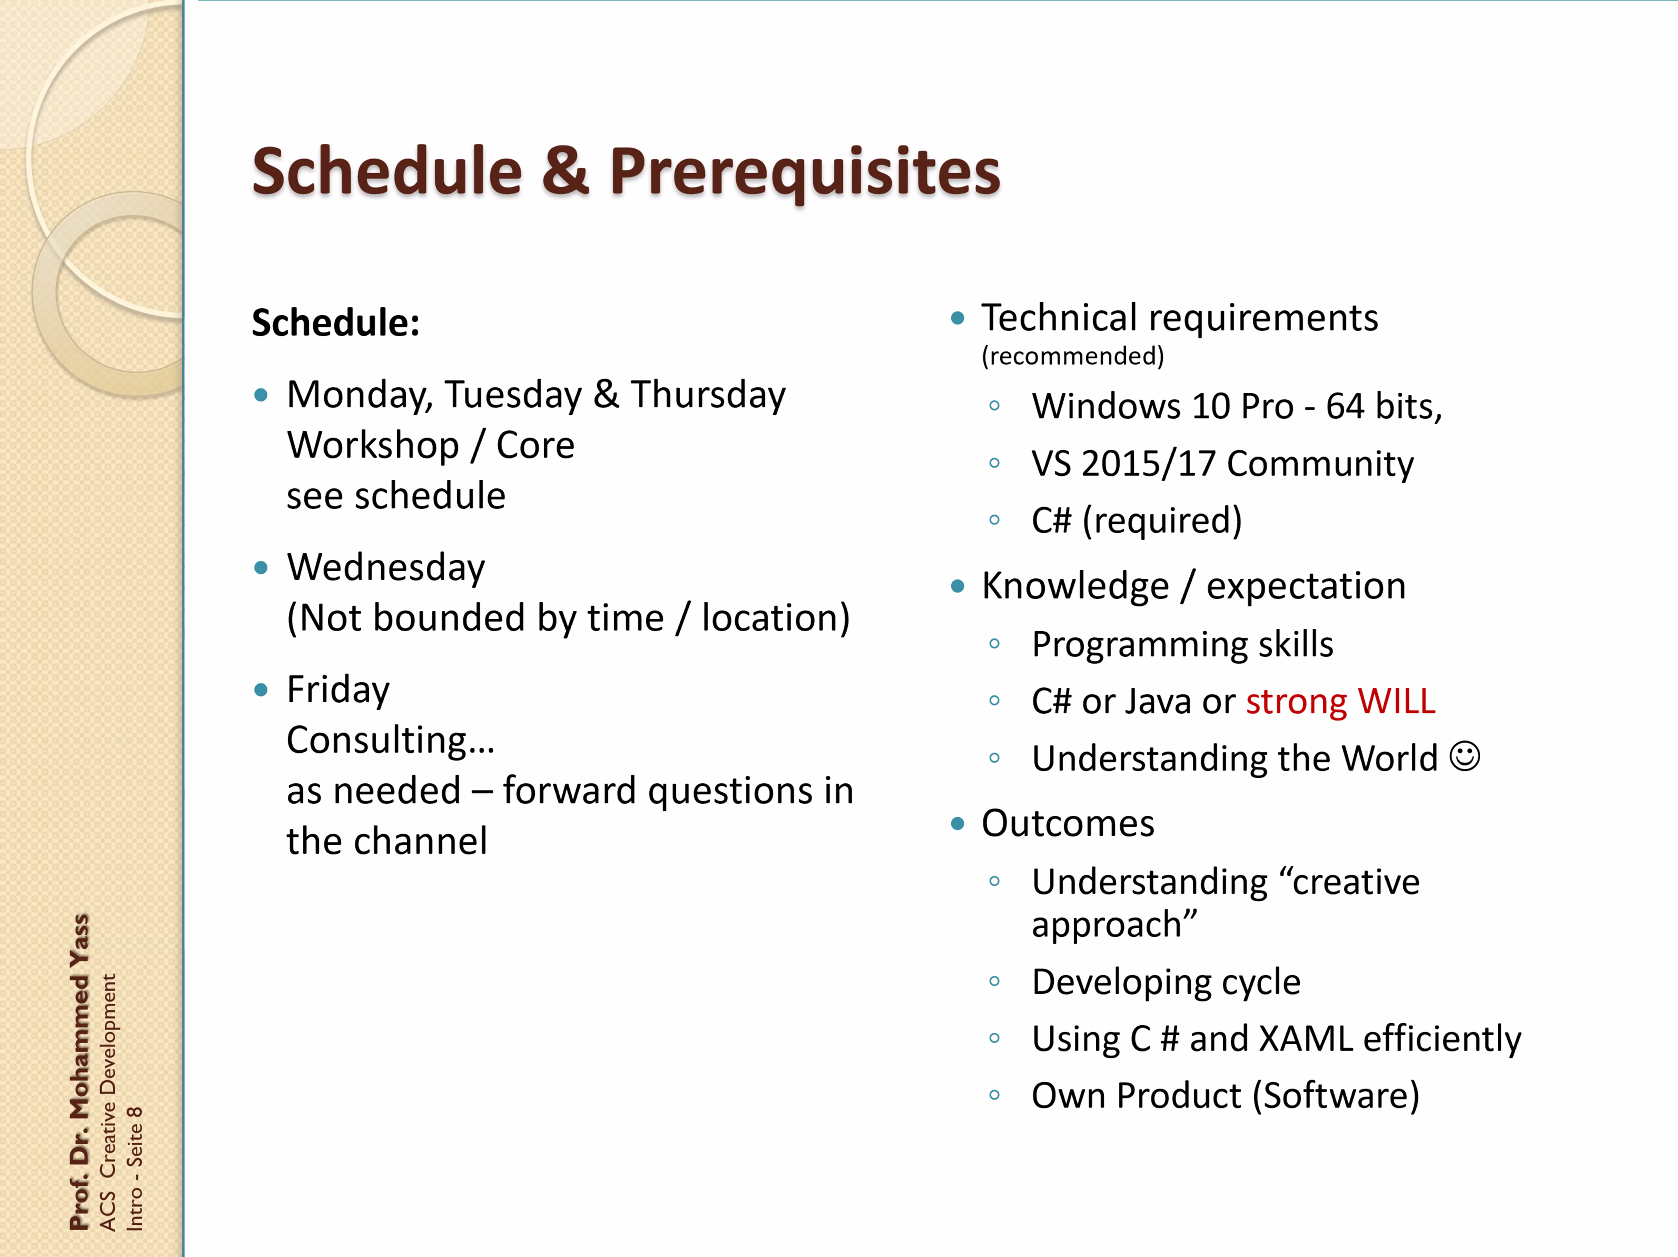 Schedule & Prerequisites
Schedule:
Monday, Tuesday & Thursday
Workshop / Core
see schedule
Wednesday
(Not bounded by time / location)
Friday
Consulting…
as needed – forward questions in
the channel
Technical requirements
(recommended)
Windows 10 Pro - 64 bits,
VS 2015/17 Community
C# (required)
Knowledge / expectation
Programming skills
C# or Java or strong WILL
Understanding the World ☺
Outcomes
Understanding “creative
approach”
Developing cycle
Using C # and XAML efficiently
Own Product (Software)
Prof. Dr. Mohammed Yass
ACS Creative Development
Intro - Seite 8